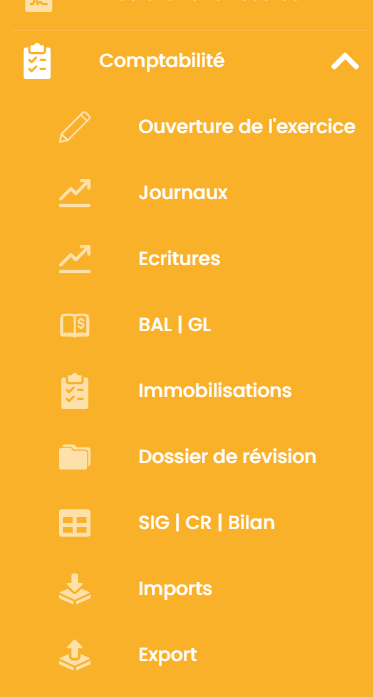 Comptabilité
Ouverture de l'exercice
Journaux
Ecritures
BAL | GL
Immobilisations
Dossier de révision
SIG | CR | Bilan
Imports
Export